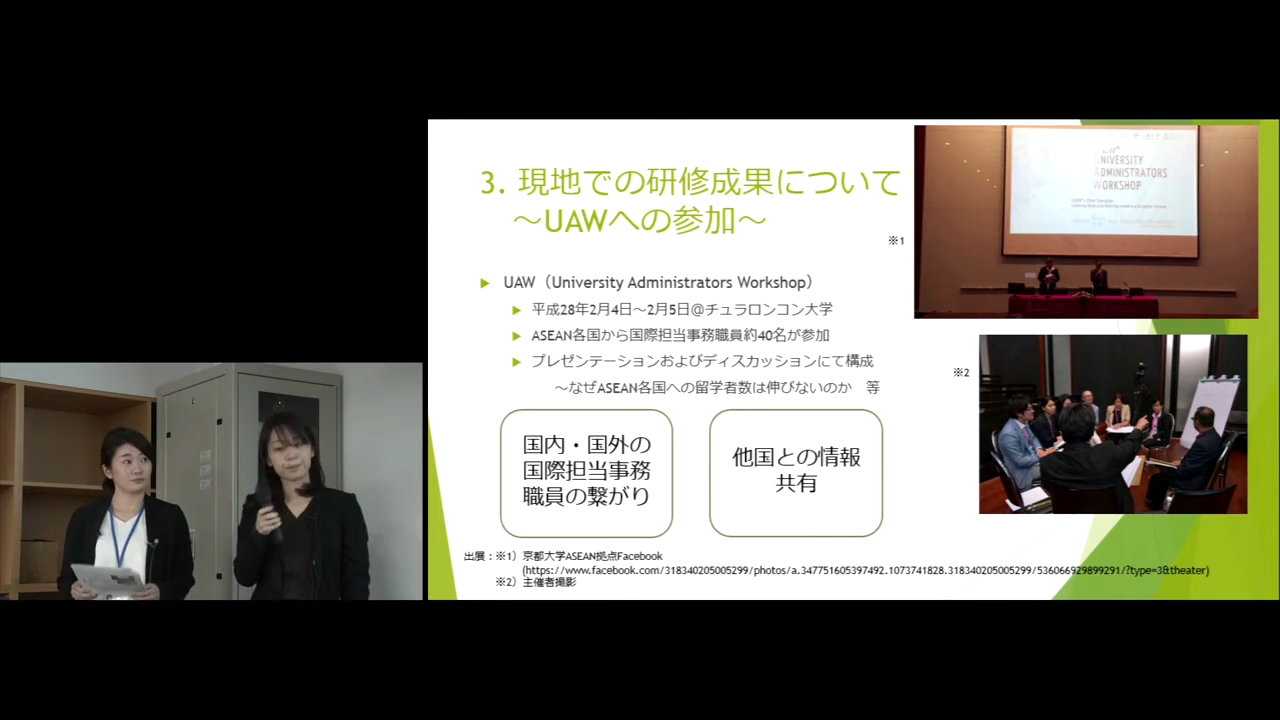 3. 現地での研修成果について
～UAWへの参加～
※1
UNIVERSITY
ADMINISTRATORS
WORKSHOP
UAW（University Administrators Workshop）
平成28年2月4日～2月5日@チュラロンコン大学
ASEAN各国から国際担当事務職員約40名が参加
プレゼンテーションおよびディスカッションにて構成
～なぜASEAN各国への留学者数は伸びないのか　等
※2
国内・国外の
国際担当事務
職員の繋がり
他国との情報
共有
出展：※1）京都大学ASEAN拠点Facebook
(https://www.facebook.com/318340205005299/photos/a.347751605397492.1073741828.318340205005299/536066929899291/?type=3&theater)
※2）主催者撮影